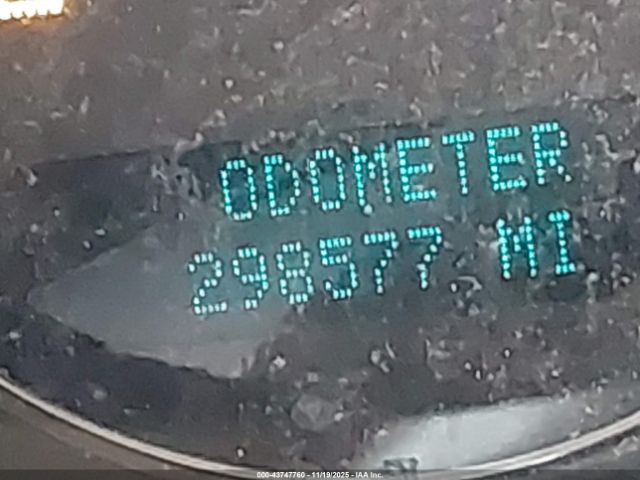 ODOMETER
298577 MI
000-43747760 - 11/19/2025 - IAA Inc.